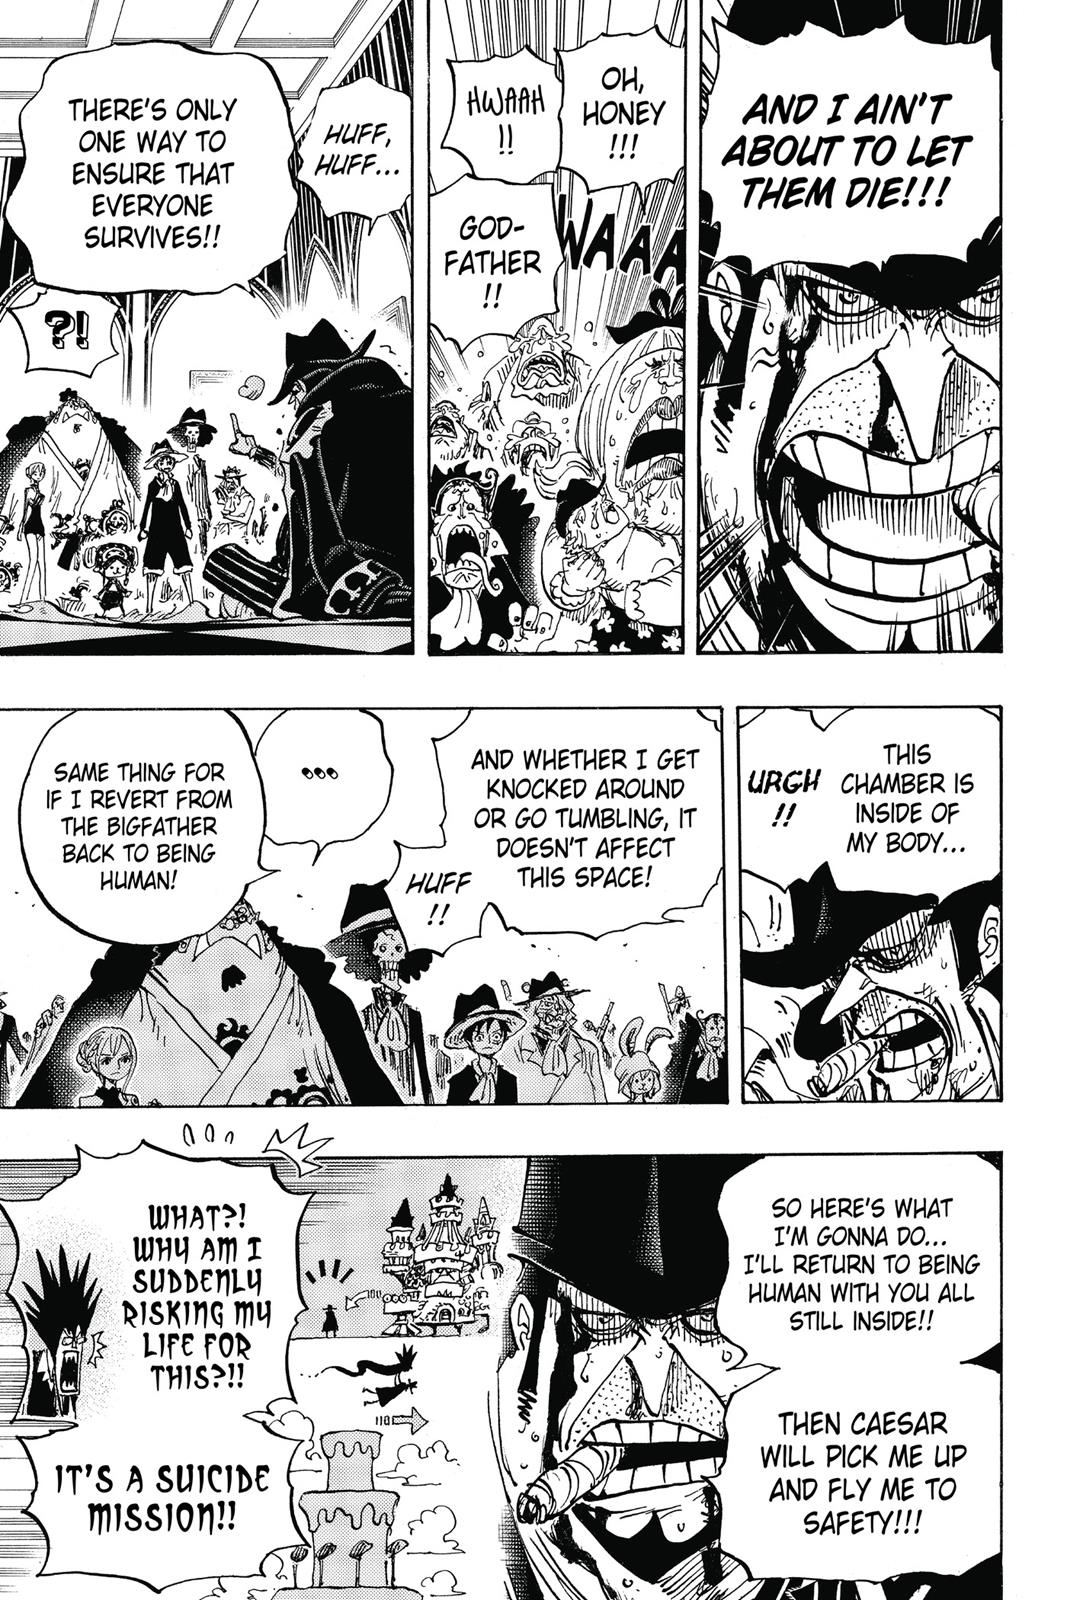 AND I AIN'T
ABOUT TO LET
THEM DIE!!!
OH,
HONEY
!!!
HWAAH
!!
GOD-
FATHER
!!
WAAA
HUFF,
HUFF...
THERE'S ONLY
ONE WAY TO
ENSURE THAT
EVERYONE
SURVIVES!!
?!
THIS
CHAMBER IS
INSIDE OF
MY BODY...
URGH
!!
AND WHETHER I GET
KNOCKED AROUND
OR GO TUMBLING, IT
DOESN'T AFFECT
THIS SPACE!
HUFF
!!
...
SAME THING FOR
IF I REVERT FROM
THE BIGFATHER
BACK TO BEING
HUMAN!
SO HERE'S WHAT
I'M GONNA DO...
I'LL RETURN TO BEING
HUMAN WITH YOU ALL
STILL INSIDE!!
THEN CAESAR
WILL PICK ME UP
AND FLY ME TO
SAFETY!!!
WHAT?!
WHY AM I
SUDDENLY
RISKING MY
LIFE FOR
THIS?!!
IT'S A SUICIDE
MISSION!!